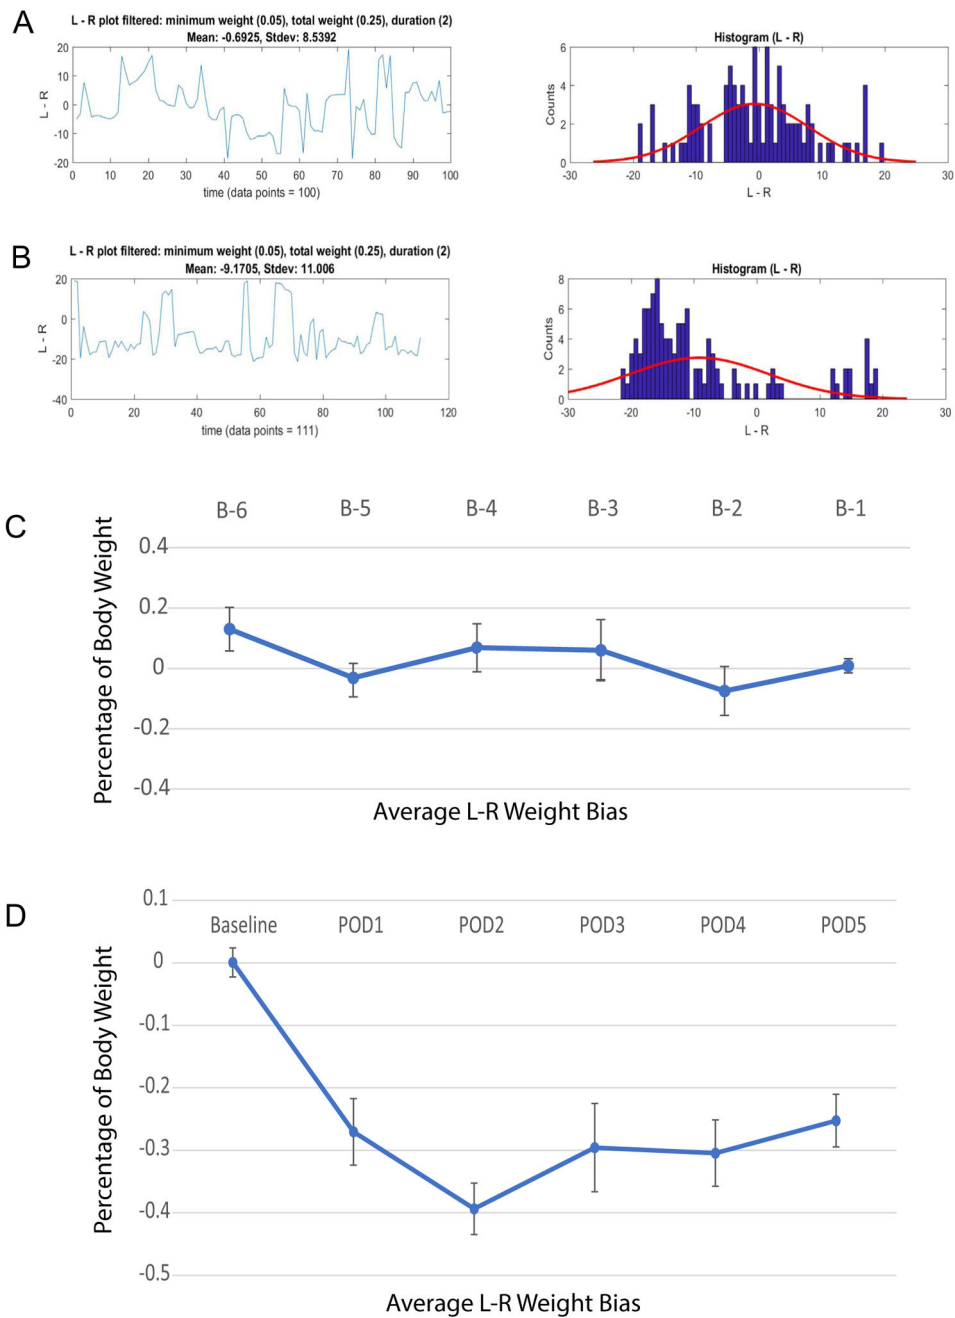 A
L - R plot filtered: minimum weight (0.05), total weight (0.25), duration (2)
Mean: -0.6925, Stdev: 8.5392
20
10
0
-10
-20
L - R
0 10 20 30 40 50 60 70 80 90 100
time (data points = 100)
Histogram (L - R)
6
4
2
0
Counts
-30 -20 -10 0 10 20 30
L - R
B
L - R plot filtered: minimum weight (0.05), total weight (0.25), duration (2)
Mean: -9.1705, Stdev: 11.006
20
0
-20
-40
L - R
0 20 40 60 80 100 120
time (data points = 111)
Histogram (L - R)
8
6
4
2
0
Counts
-30 -20 -10 0 10 20 30
L - R
C
B-6 B-5 B-4 B-3 B-2 B-1
0.4
0.2
0
-0.2
-0.4
Percentage of Body Weight
Average L-R Weight Bias
D
0.1
Baseline POD1 POD2 POD3 POD4 POD5
0
-0.1
-0.2
-0.3
-0.4
-0.5
Percentage of Body Weight
Average L-R Weight Bias